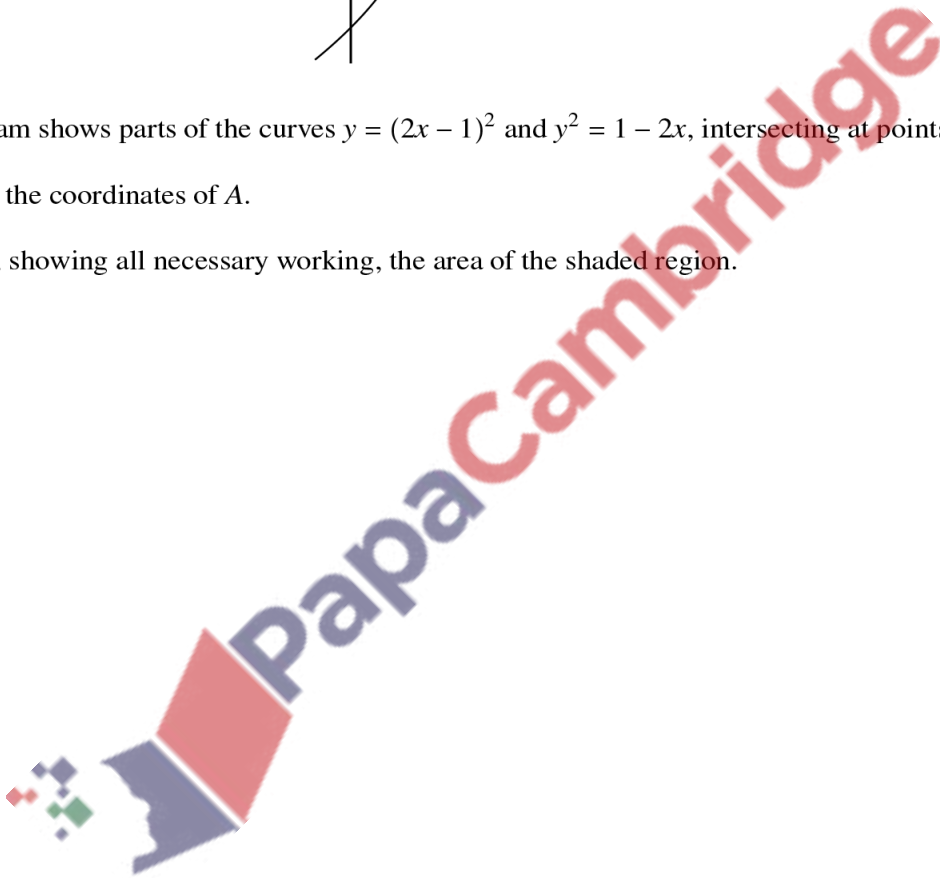 am shows parts of the curves y = (2x – 1)² and y² = 1 – 2x, intersecting at point
the coordinates of A.
showing all necessary working, the area of the shaded region.
PapaCambridge